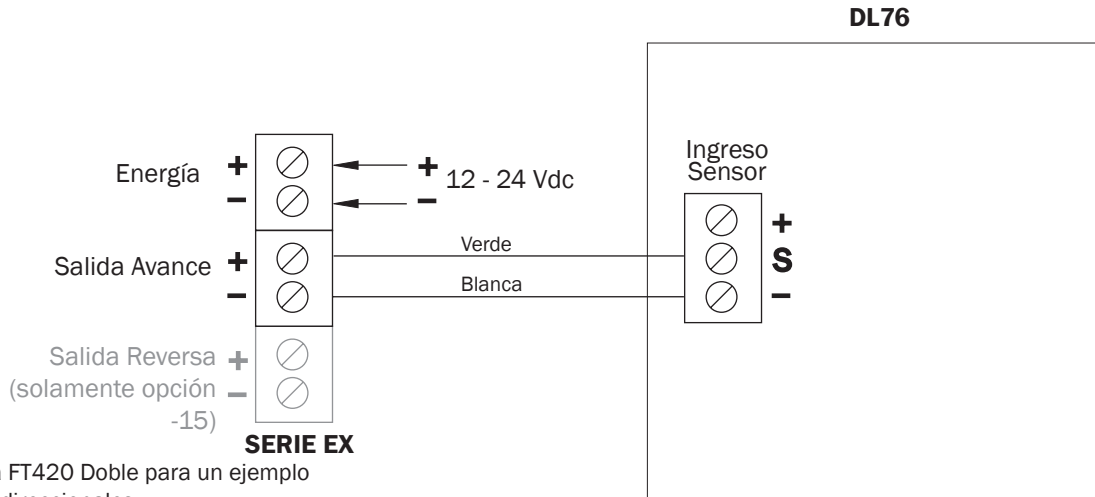 DL76
Energía + − + − 12 - 24 Vdc
Ingreso
Sensor
+
S
−
Salida Avance + −
Verde
Blanca
Salida Reversa + −
(solamente opción
-15)
SERIE EX
FT420 Doble para un ejemplo